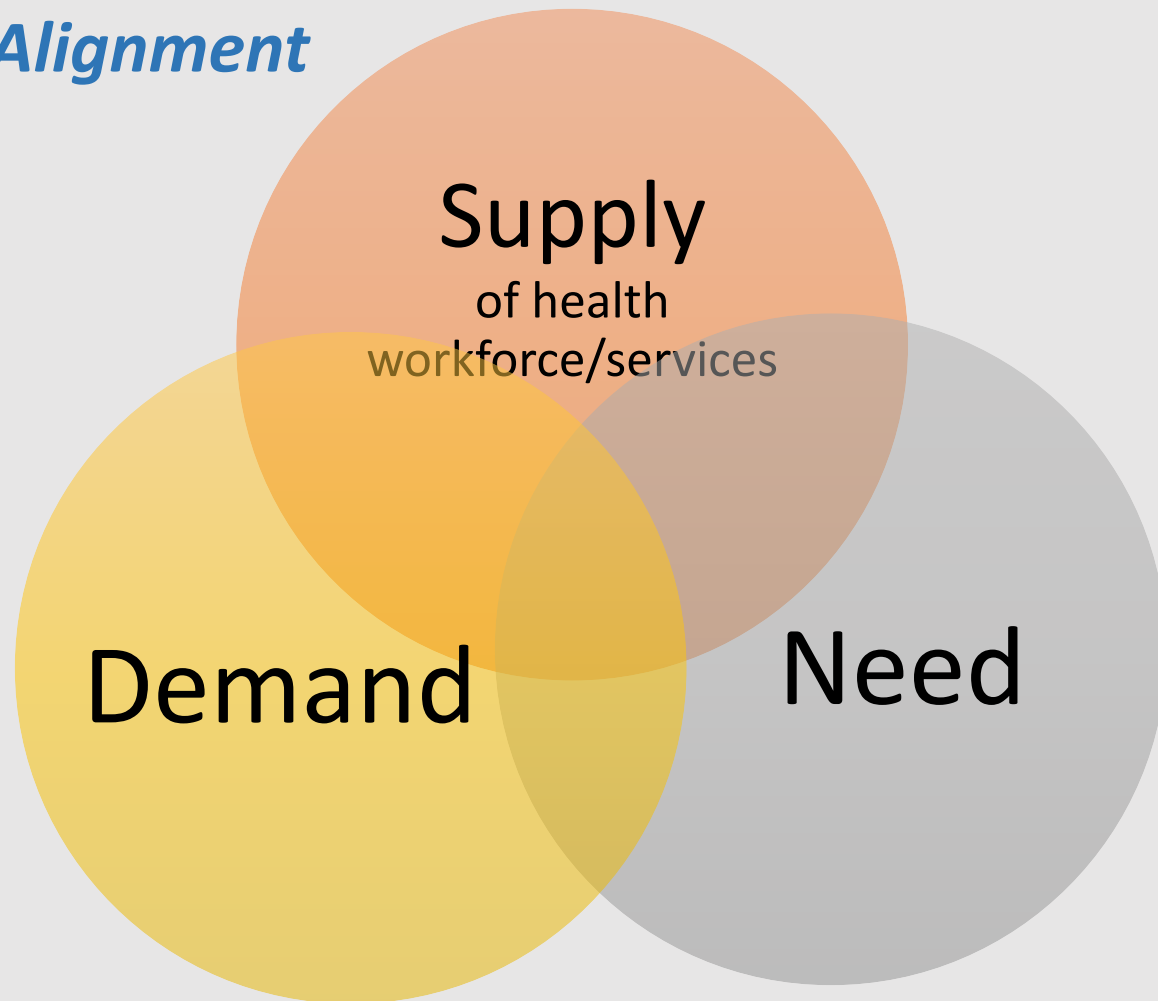 Alignment
Supply
of health
workforce/services
Demand
Need